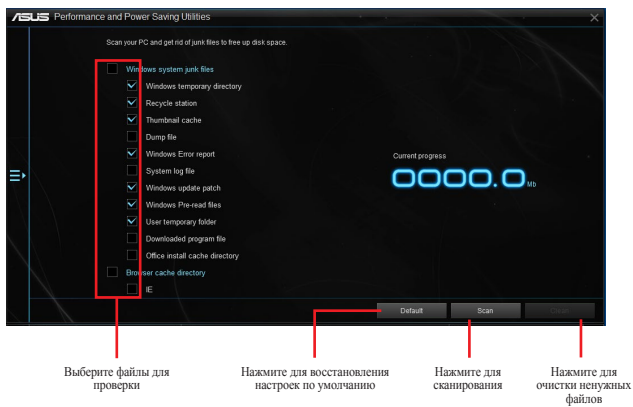 ASUS Performance and Power Saving Utilities
Scan your PC and get rid of junk files to free up disk space.
Windows system junk files
Windows temporary directory
Recycle station
Thumbnail cache
Dump file
Windows Error report
Current progress
System log file
0000.0 Mb
Windows update patch
Windows Pre-read files
User temporary folder
Downloaded program file
Office install cache directory
Browser cache directory
IE
Default Scan Clean
Выберите файлы для
проверки
Нажмите для восстановления
настроек по умолчанию
Нажмите для
сканирования
Нажмите для
очистки ненужных
файлов